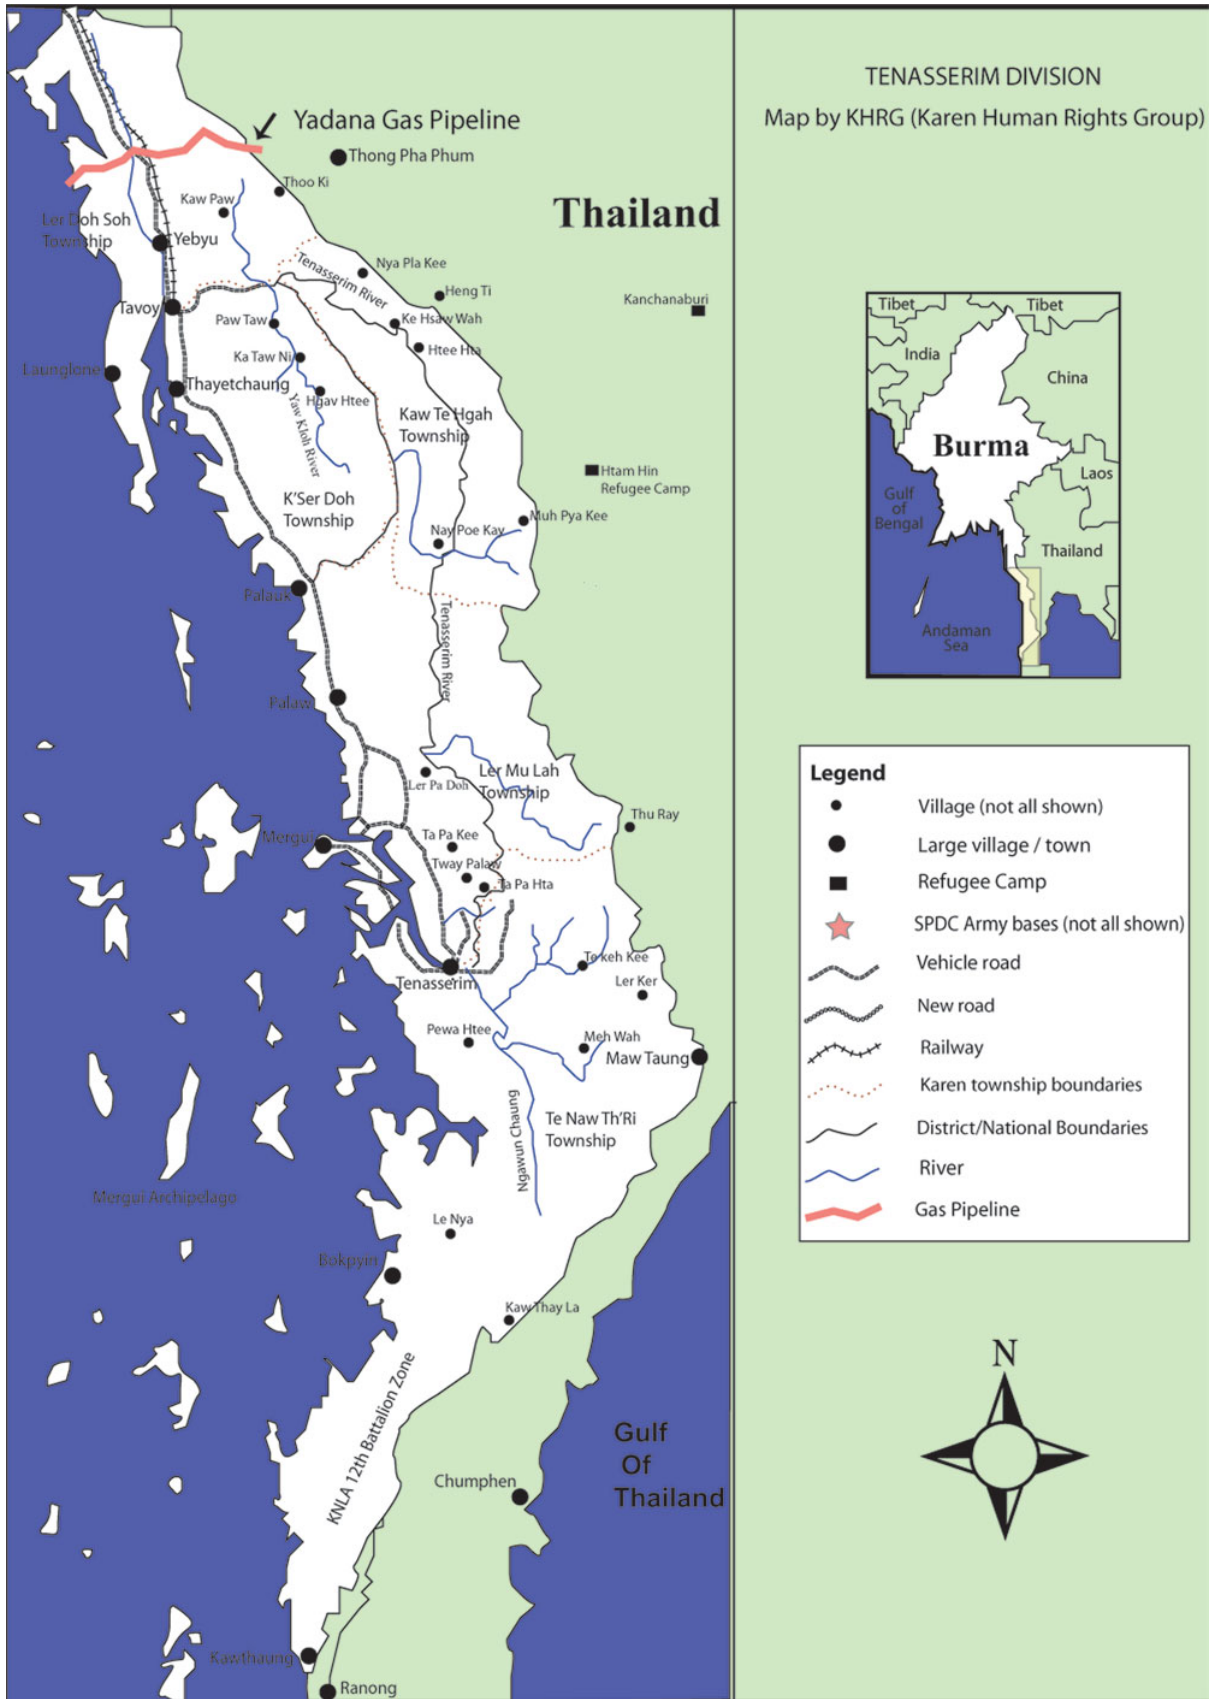 TENASSERIM DIVISION
Map by KHRG (Karen Human Rights Group)
Yadana Gas Pipeline
Thong Pha Phum
Thoo Ki
Kaw Paw
Thailand
Ler Doh Soh
Township
Yebyu
Tenasserim River
Nya Pla Kee
Heng Ti
Kanchanaburi
Tavoy
Paw Taw
Ke Hsaw Wah
Htee Hta
Ka Taw Ni
Launglone
Thayetchaung
Hgav Htee
Yaw Kloh River
Kaw Te Hgah
Township
Htam Hin
Refugee Camp
K'Ser Doh
Township
Muh Pya Kee
Nay Poe Kay
Palauk
Tenasserim River
Palaw
Ler Pa Doh
Ler Mu Lah
Township
Thu Ray
Mergui
Ta Pa Kee
Tway Palaw
Ta Pa Hta
Te keh Kee
Tenasserim
Ler Ker
Pewa Htee
Meh Wah
Maw Taung
Te Naw Th'Ri
Township
Ngawun Chaung
Mergui Archipelago
Le Nya
Bokpyin
Kaw Thay La
KNLA 12th Battalion Zone
Gulf
Of
Thailand
Chumphen
Kawthaung
Ranong
Tibet
Tibet
India
China
Burma
Laos
Gulf
of
Bengal
Thailand
Andaman
Sea
Legend
Village (not all shown)
Large village / town
Refugee Camp
SPDC Army bases (not all shown)
Vehicle road
New road
Railway
Karen township boundaries
District/National Boundaries
River
Gas Pipeline
N